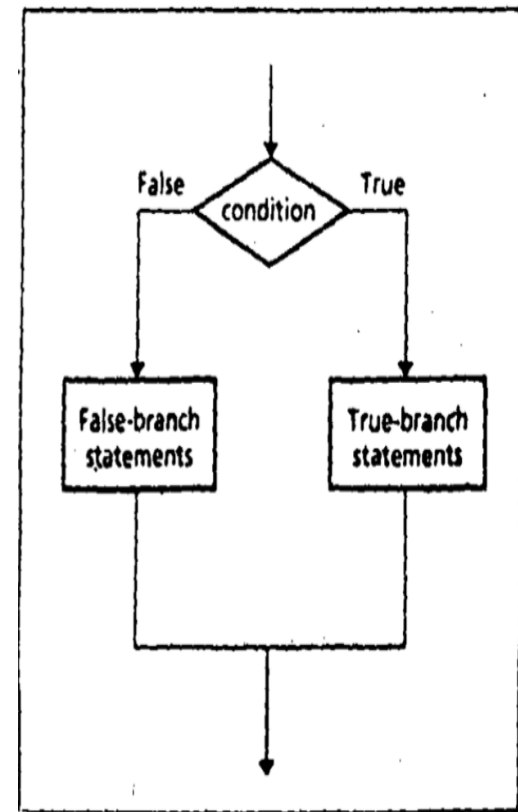 False
True
condition
False-branch
statements
True-branch
statements